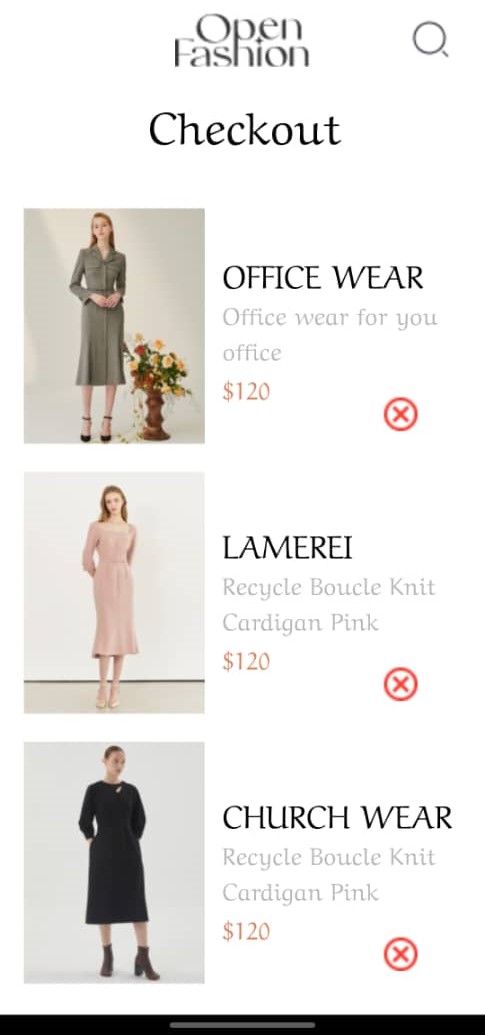 Open
Fashion
Checkout
OFFICE WEAR
Office wear for you
office
$120
LAMEREI
Recycle Boucle Knit
Cardigan Pink
$120
CHURCH WEAR
Recycle Boucle Knit
Cardigan Pink
$120